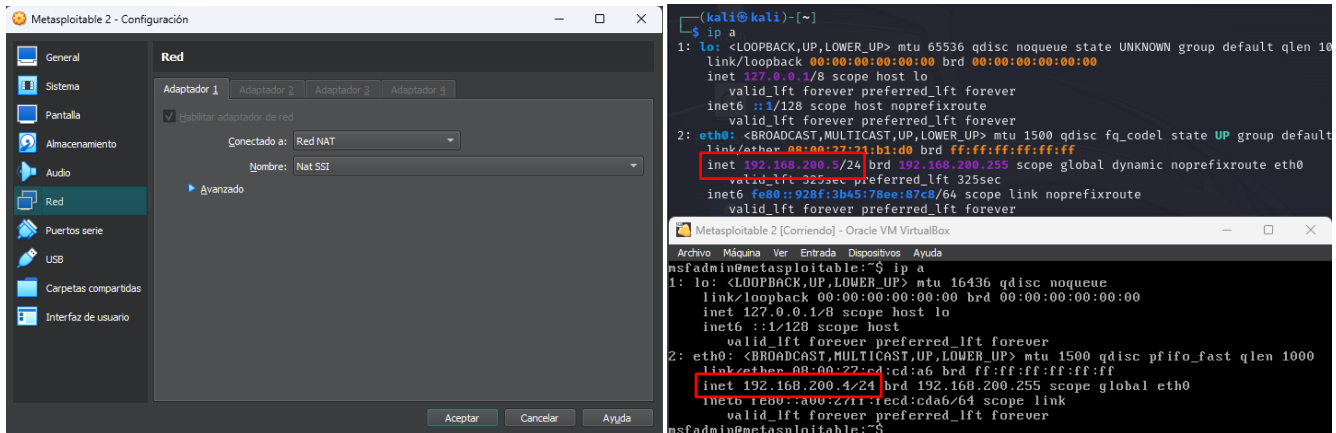 Metasploitable 2 - Configuración
General
Sistema
Pantalla
Almacenamiento
Audio
Red
Puertos serie
USB
Carpetas compartidas
Interfaz de usuario
Red
Adaptador 1 Adaptador 2 Adaptador 3 Adaptador 4
Habilitar adaptador de red
Conectado a: Red NAT
Nombre: Nat SSI
Avanzado
Aceptar Cancelar Ayuda
(kali㉿kali)-[~]
$ ip a
1: lo: <LOOPBACK,UP,LOWER_UP> mtu 65536 qdisc noqueue state UNKNOWN group default qlen 10
link/loopback 00:00:00:00:00:00 brd 00:00:00:00:00:00
inet 127.0.0.1/8 scope host lo
valid_lft forever preferred_lft forever
inet6 ::1/128 scope host noprefixroute
valid_lft forever preferred_lft forever
2: eth0: <BROADCAST,MULTICAST,UP,LOWER_UP> mtu 1500 qdisc fq_codel state UP group default
link/ether 08:00:27:21:b1:d0 brd ff:ff:ff:ff:ff:ff
inet 192.168.200.5/24 brd 192.168.200.255 scope global dynamic noprefixroute eth0
valid_lft 325sec preferred_lft 325sec
inet6 fe80::928f:3b45:78ee:87c8/64 scope link noprefixroute
valid_lft forever preferred_lft forever
Metasploitable 2 [Corriendo] - Oracle VM VirtualBox
Archivo Máquina Ver Entrada Dispositivos Ayuda
msfadmin@metasploitable:~$ ip a
1: lo: <LOOPBACK,UP,LOWER_UP> mtu 16436 qdisc noqueue
link/loopback 00:00:00:00:00:00 brd 00:00:00:00:00:00
inet 127.0.0.1/8 scope host lo
inet6 ::1/128 scope host
valid_lft forever preferred_lft forever
2: eth0: <BROADCAST,MULTICAST,UP,LOWER_UP> mtu 1500 qdisc pfifo_fast qlen 1000
link/ether 08:00:27:cd:cd:a6 brd ff:ff:ff:ff:ff:ff
inet 192.168.200.4/24 brd 192.168.200.255 scope global eth0
inet6 fe80::a00:27ff:fecd:cda6/64 scope link
valid_lft forever preferred_lft forever
msfadmin@metasploitable:~$